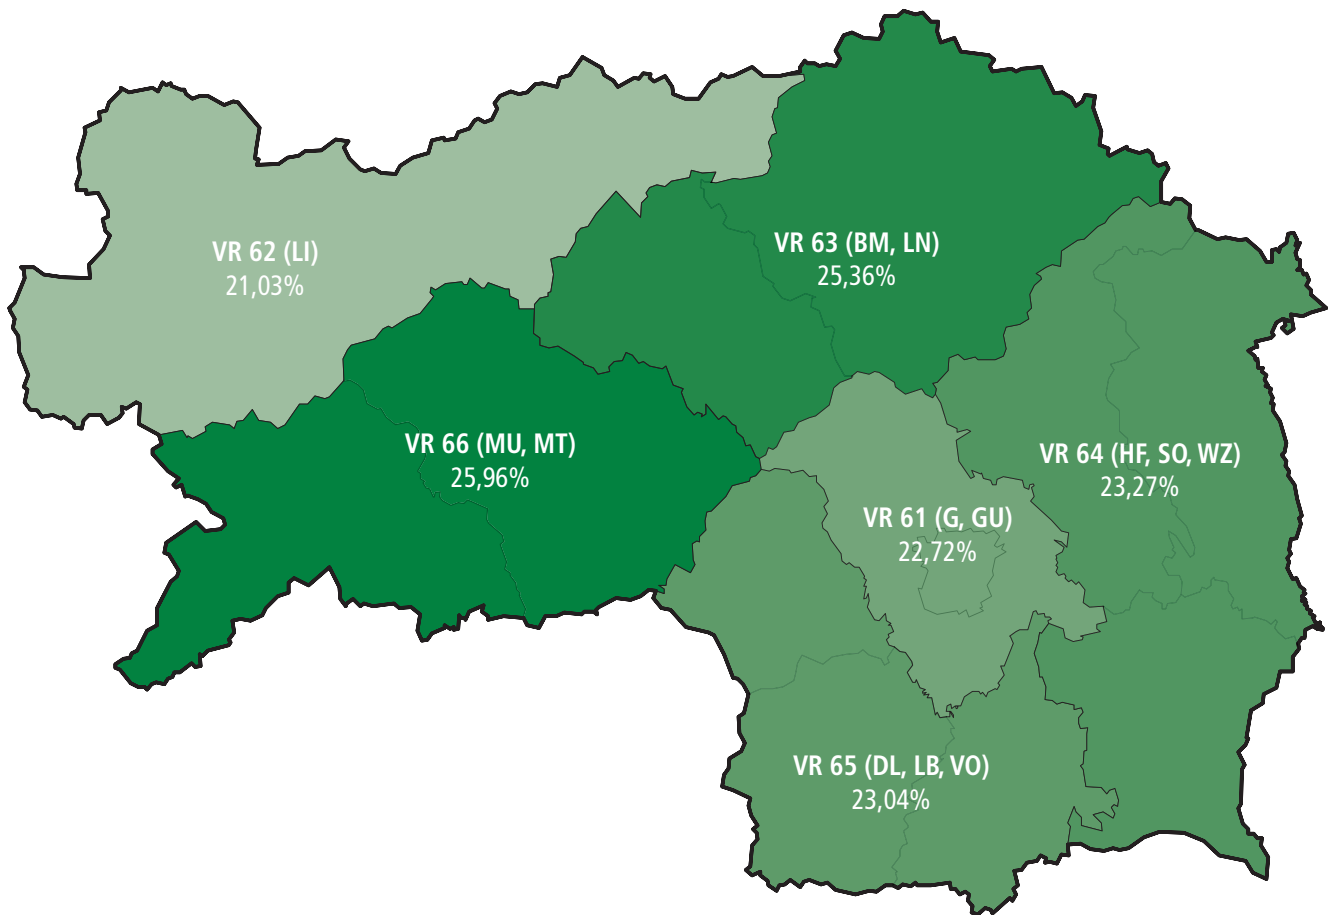 VR 62 (LI)
21,03%
VR 63 (BM, LN)
25,36%
VR 66 (MU, MT)
25,96%
VR 64 (HF, SO, WZ)
23,27%
VR 61 (G, GU)
22,72%
VR 65 (DL, LB, VO)
23,04%